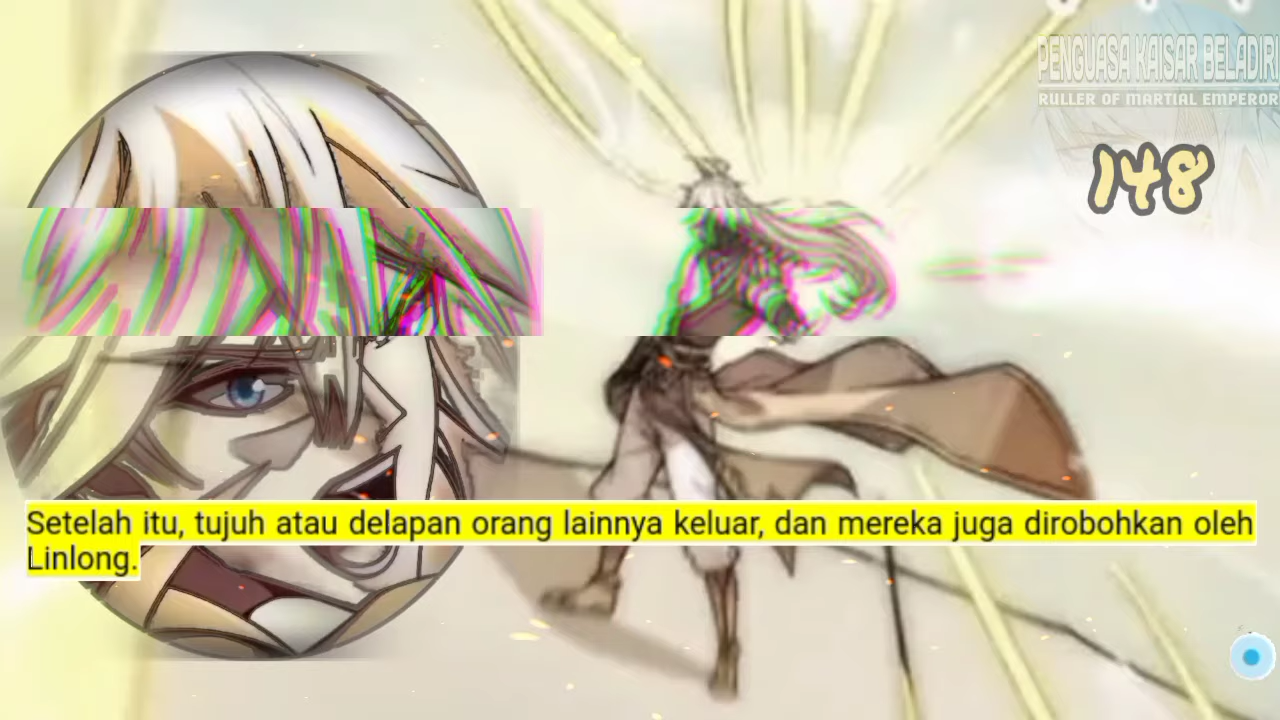 PENGUASA KAISAR BELADIRI
RULLER OF MARTIAL EMPEROR
148
Setelah itu, tujuh atau delapan orang lainnya keluar, dan mereka juga dirobohkan oleh
Linlong.